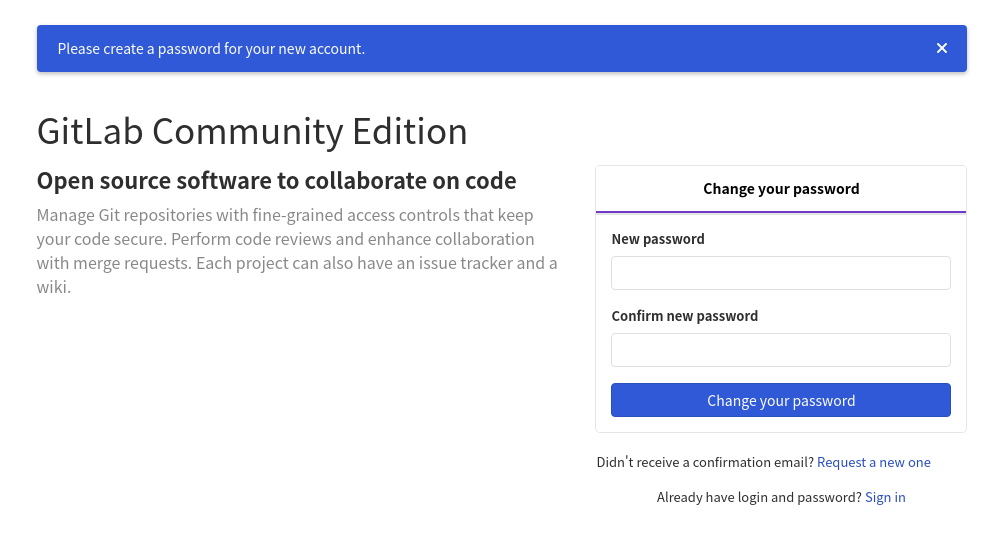 Please create a password for your new account.
GitLab Community Edition
Open source software to collaborate on code
Manage Git repositories with fine-grained access controls that keep
your code secure. Perform code reviews and enhance collaboration
with merge requests. Each project can also have an issue tracker and a
wiki.
Change your password
New password
Confirm new password
Change your password
Didn't receive a confirmation email? Request a new one
Already have login and password? Sign in